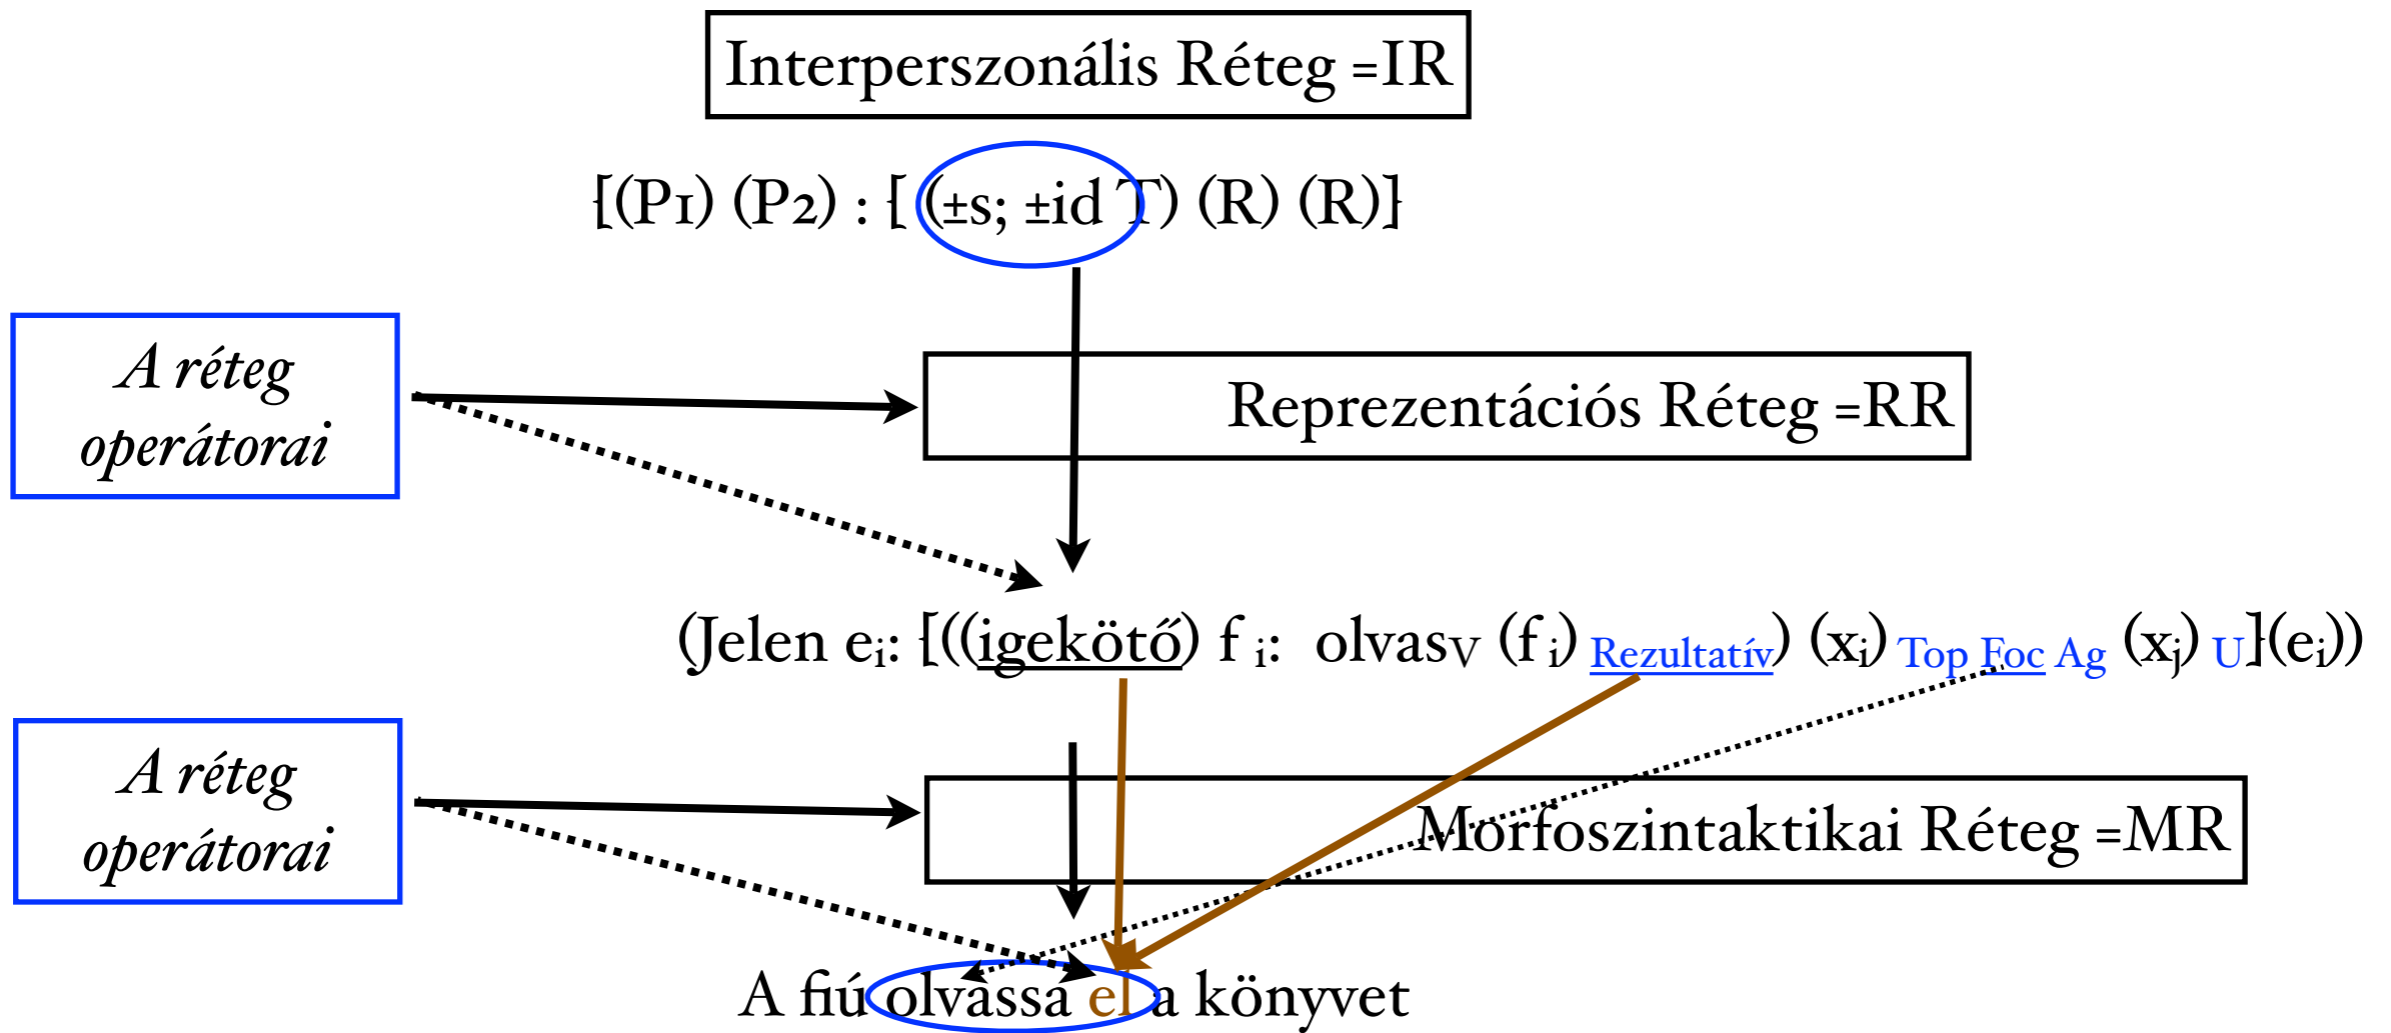 Interperszonális Réteg =IR
[(P1) (P2) : [ (±s; ±id T) (R) (R)]
A réteg
operátorai
Reprezentációs Réteg =RR
(Jelen ei: [((igekötő) f i: olvasV (f i) Rezultatív) (xi) Top Foc Ag (xj) U](ei))
A réteg
operátorai
Morfoszintaktikai Réteg =MR
A fiú olvassa el a könyvet